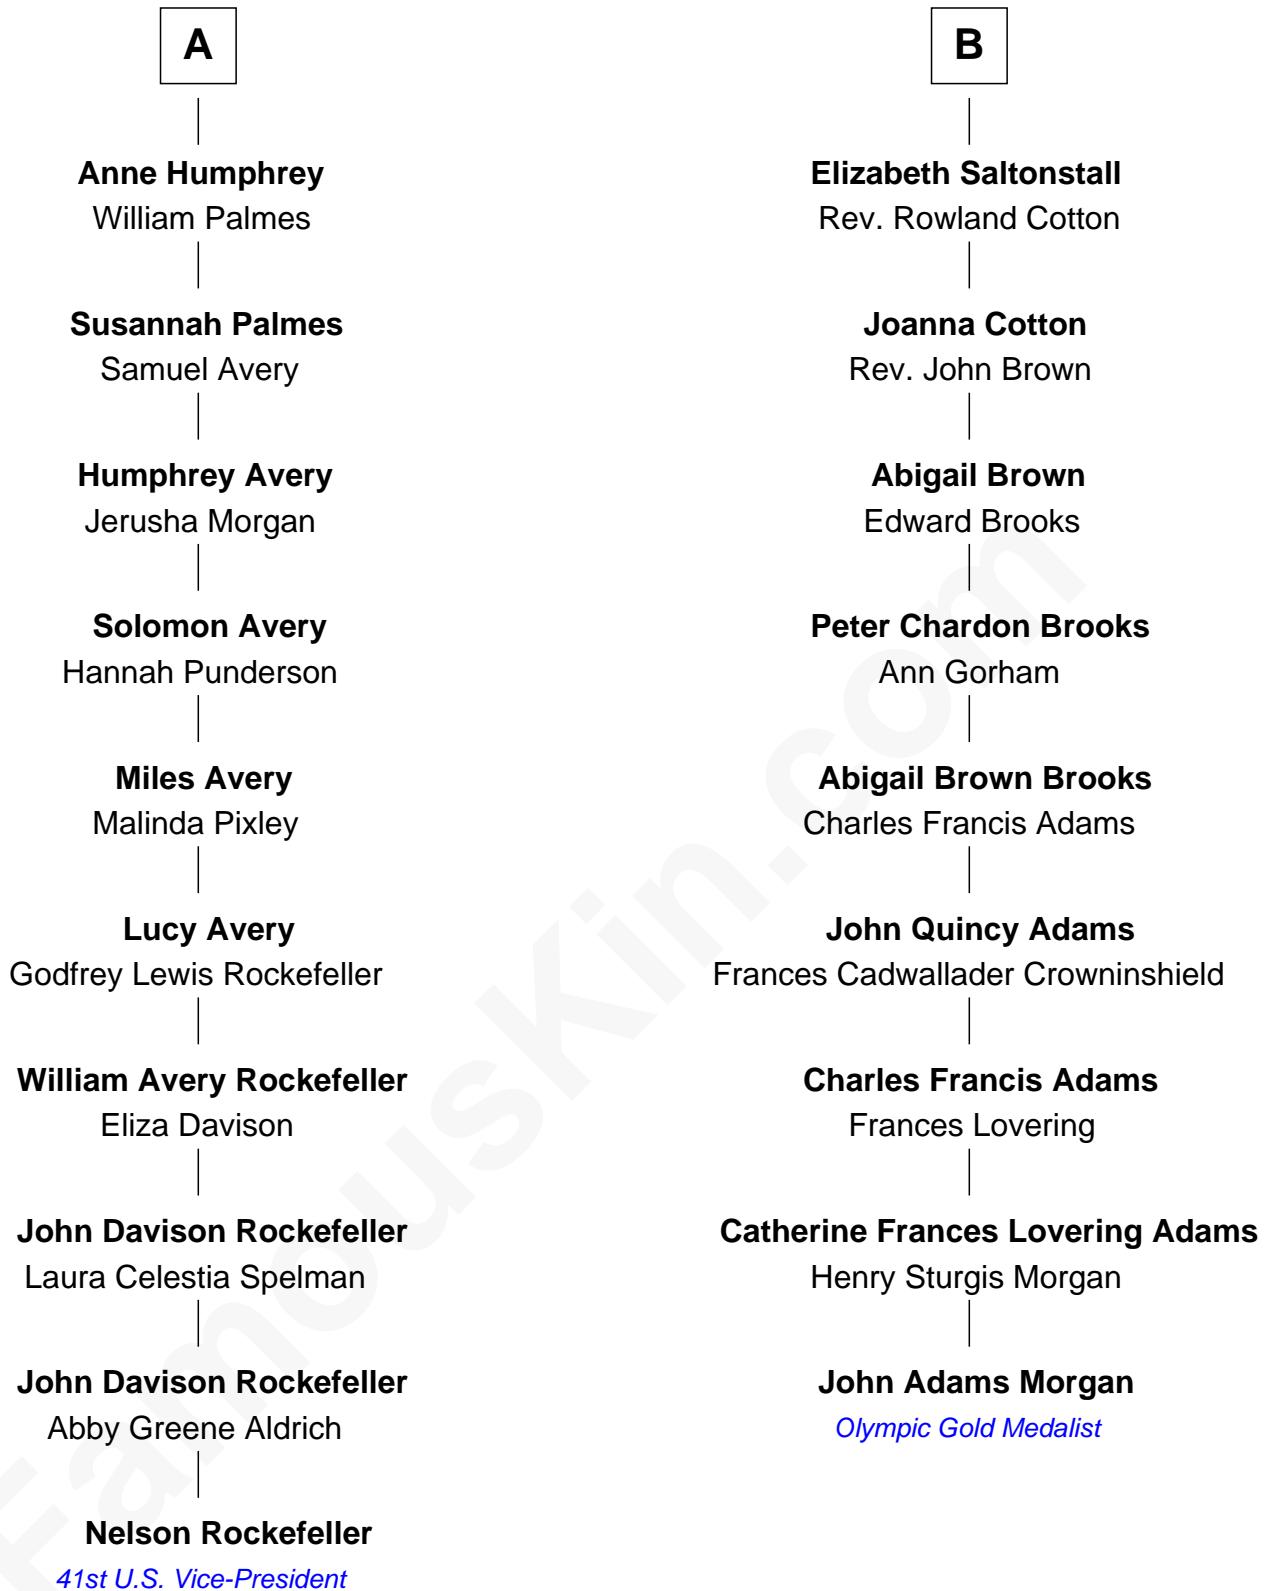 A
Anne Humphrey
William Palmes
Susannah Palmes
Samuel Avery
Humphrey Avery
Jerusha Morgan
Solomon Avery
Hannah Punderson
Miles Avery
Malinda Pixley
Lucy Avery
Godfrey Lewis Rockefeller
William Avery Rockefeller
Eliza Davison
John Davison Rockefeller
Laura Celestia Spelman
John Davison Rockefeller
Abby Greene Aldrich
Nelson Rockefeller
41st U.S. Vice-President
B
Elizabeth Saltonstall
Rev. Rowland Cotton
Joanna Cotton
Rev. John Brown
Abigail Brown
Edward Brooks
Peter Chardon Brooks
Ann Gorham
Abigail Brown Brooks
Charles Francis Adams
John Quincy Adams
Frances Cadwallader Crowninshield
Charles Francis Adams
Frances Lovering
Catherine Frances Lovering Adams
Henry Sturgis Morgan
John Adams Morgan
Olympic Gold Medalist
FamousKin.com